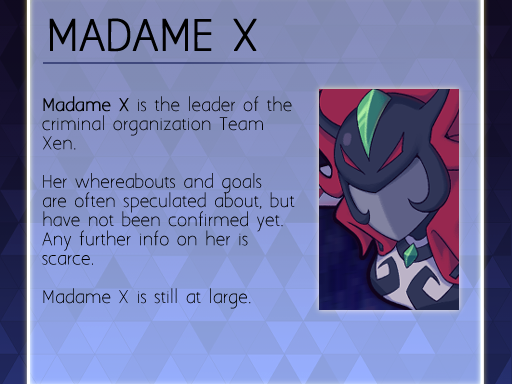 MADAME X
Madame X is the leader of the
criminal organization Team
Xen.
Her whereabouts and goals
are often speculated about, but
have not been confirmed yet.
Any further info on her is
scarce.
Madame X is still at large.